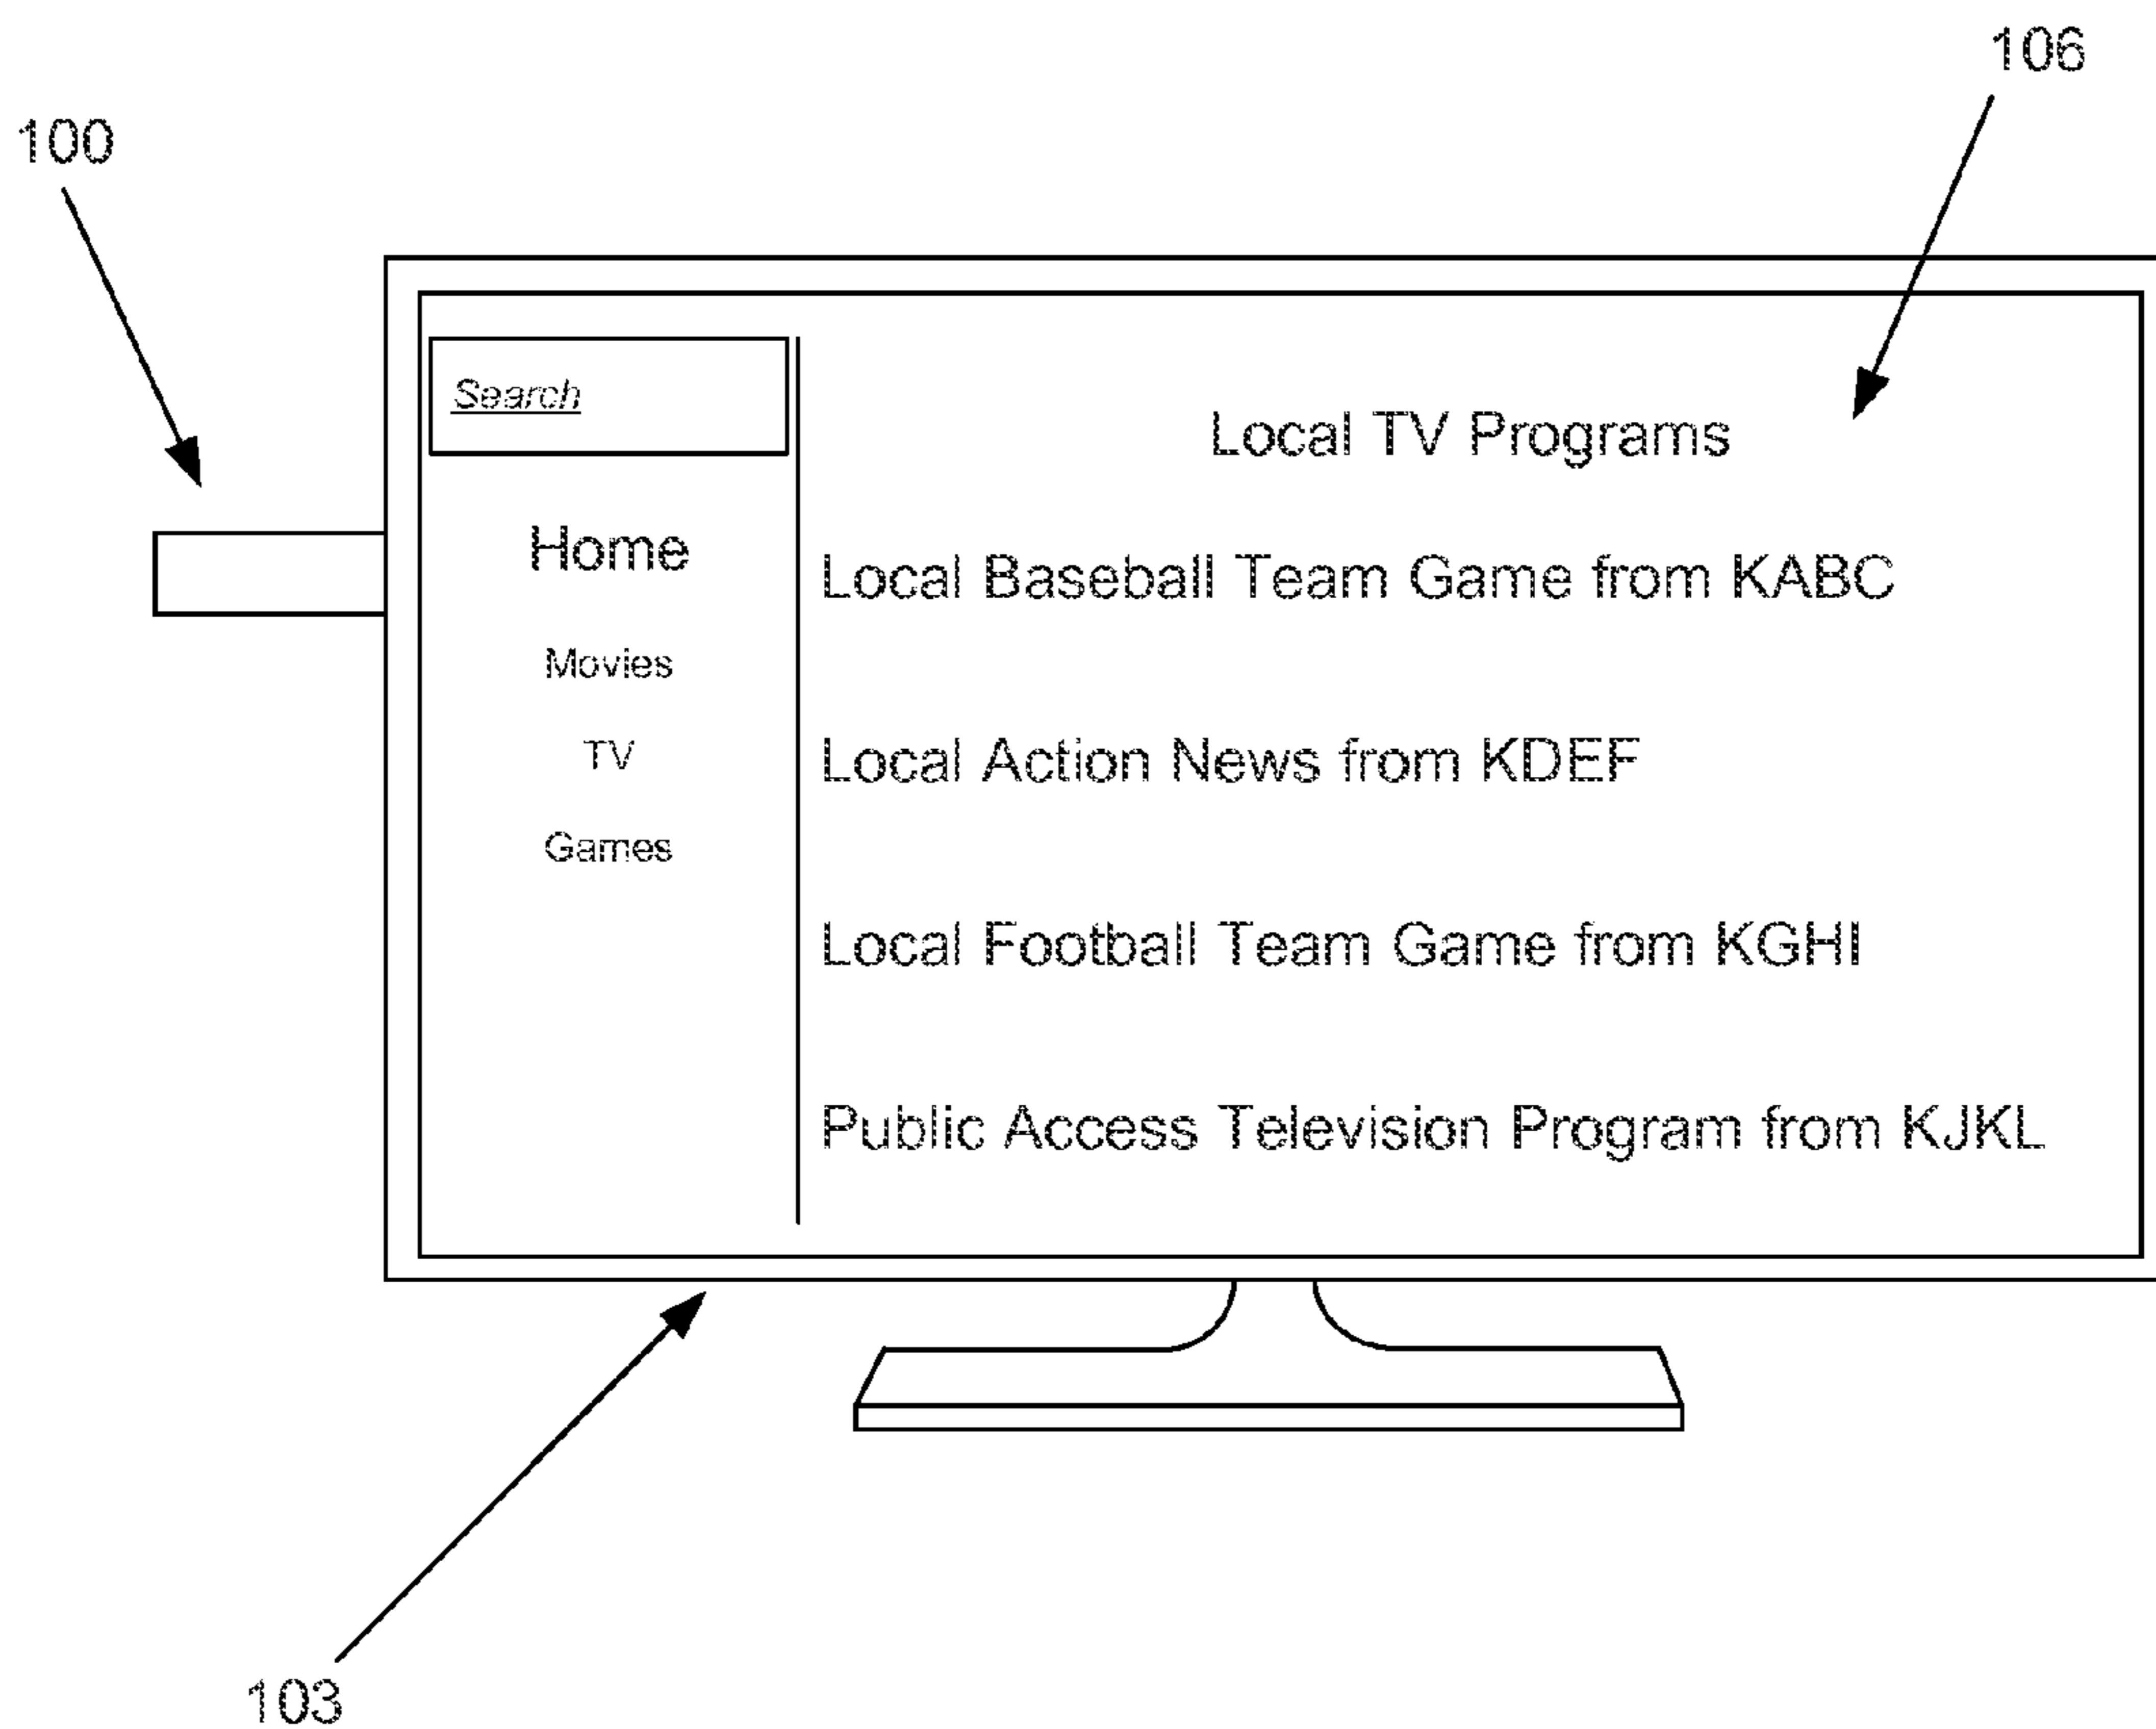 106
100
Search
Local TV Programs
Home
Local Baseball Team Game from KABC
Movies
TV
Local Action News from KDEF
Games
Local Football Team Game from KGHI
Public Access Television Program from KJKL
103